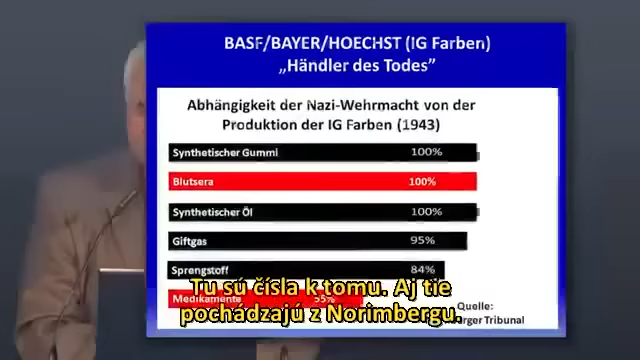 BASF/BAYER/HOECHST (IG Farben)
„Händler des Todes”
Abhängigkeit der Nazi-Wehrmacht von der
Produktion der IG Farben (1943)
Synthetischer Gummi 100%
Blutsera 100%
Synthetischer Öl 100%
Giftgas 95%
Sprengstoff 84%
Medikamente 55%
Quelle:
Tribunal
Tu sú čísla k tomu. Aj tie
pochádzajú z Norimbergu.